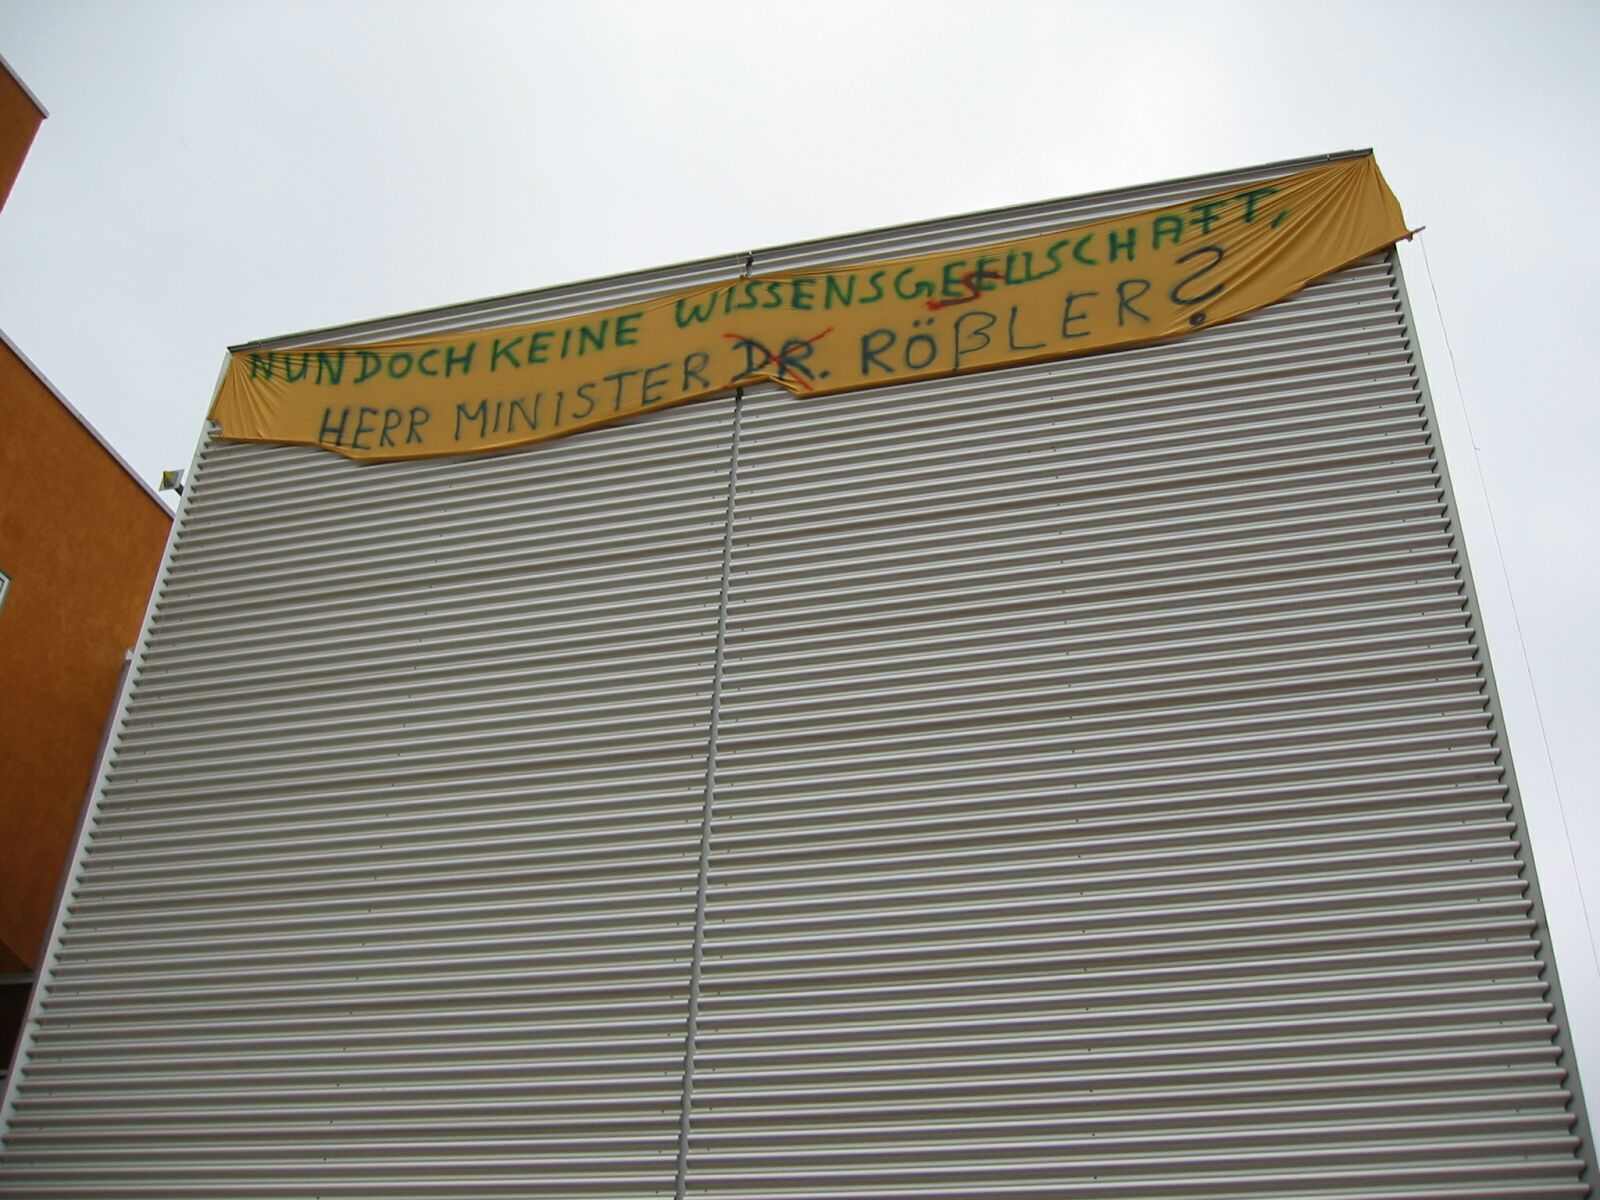 NUN DOCH KEINE WISSENSGESELLSCHAFT,
HERR MINISTER DR. RÖßLER?